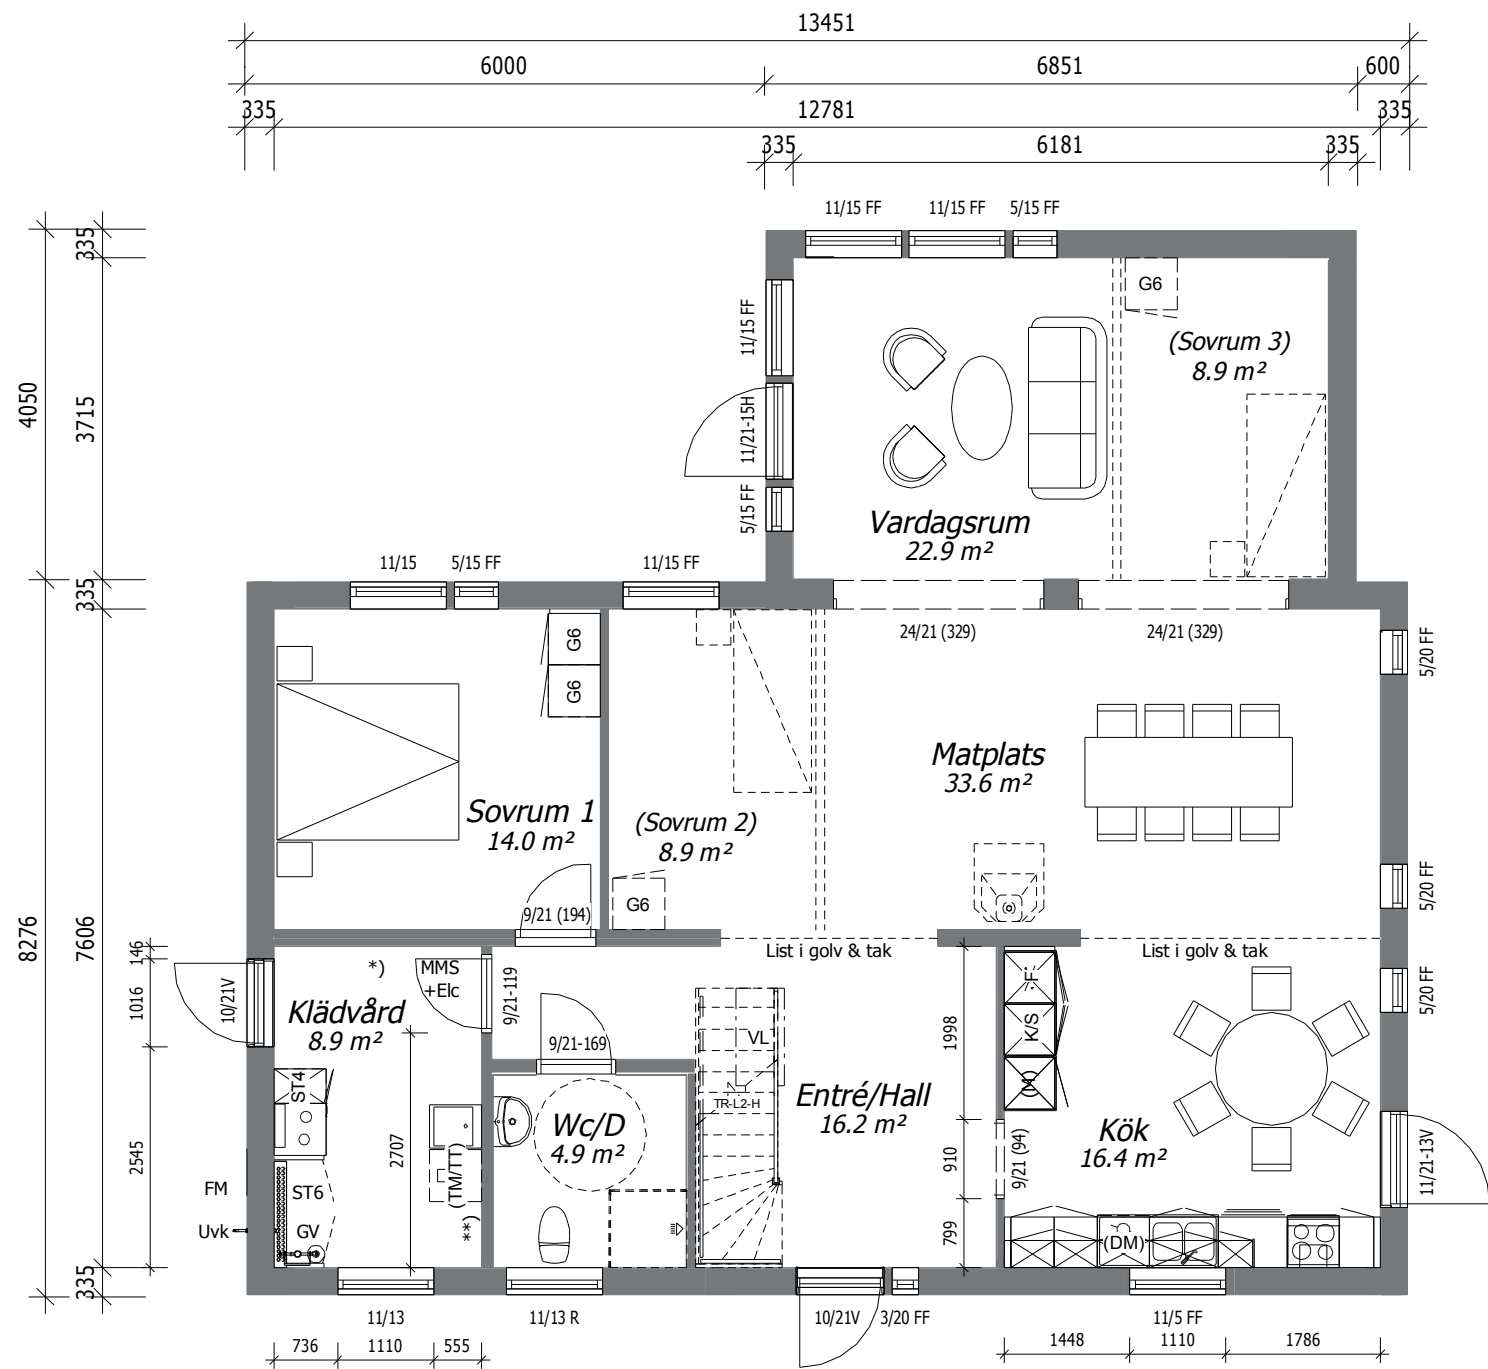 13451
6000 6851 600
335 12781 335
335 6181 335
11/15 FF 11/15 FF 5/15 FF
335
G6
11/15 FF
(Sovrum 3)
8.9 m²
4050
3715
11/21-15H
5/15 FF
Vardagsrum
22.9 m²
11/15 5/15 FF 11/15 FF
335
24/21 (329) 24/21 (329)
G6
G6
5/20 FF
Matplats
33.6 m²
Sovrum 1
14.0 m²
(Sovrum 2)
8.9 m²
5/20 FF
G6
9/21 (194)
8276
7606
146
List i golv & tak List i golv & tak
*)
MMS
+Elc
F
5/20 FF
1016
10/21V
9/21-119
Klädvård
8.9 m²
1998
K/S
9/21-169
VL
ST4
(M)
TR-L2-H
Entré/Hall
16.2 m²
Wc/D
4.9 m²
Kök
16.4 m²
2545
2707
910
9/21 (94)
11/21-13V
(TM/TT)
FM
ST6
Uvk
GV
**)
799
(DM)
335
11/13 11/13 R 10/21V 3/20 FF 11/5 FF
736 1110 555 1448 1110 1786